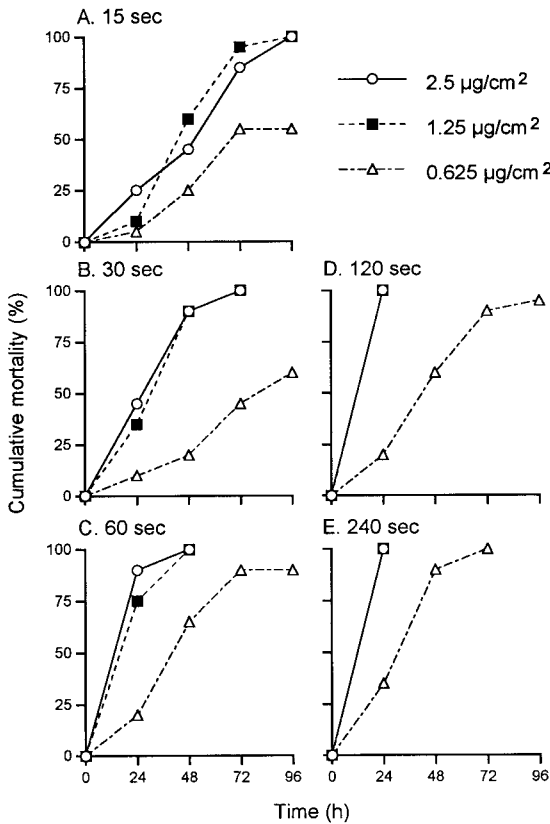 A. 15 sec
100
75
50
25
0
2.5 µg/cm²
1.25 µg/cm²
0.625 µg/cm²
Cumulative mortality (%)
B. 30 sec
100
75
50
25
0
D. 120 sec
C. 60 sec
100
75
50
25
0
0 24 48 72 96
E. 240 sec
0 24 48 72 96
Time (h)